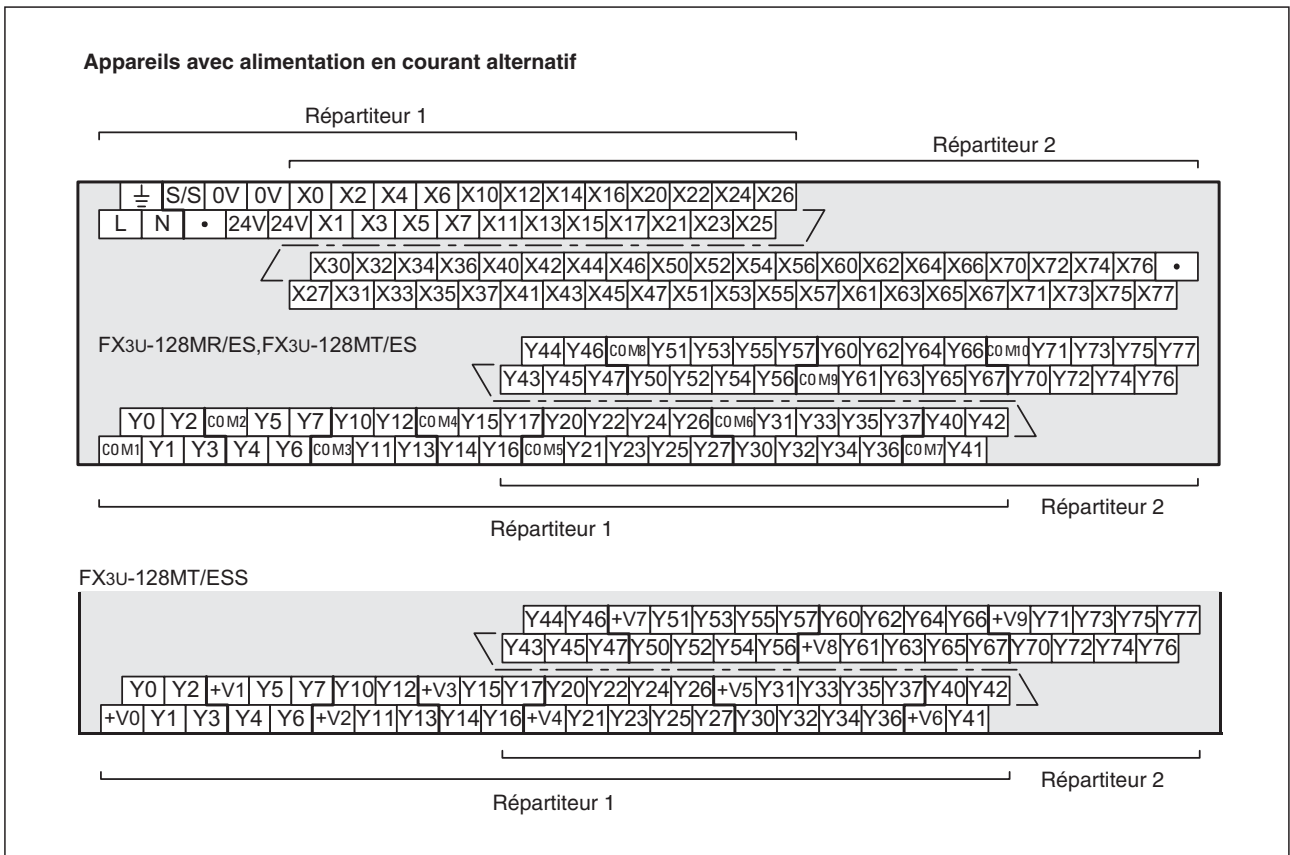 Appareils avec alimentation en courant alternatif
Répartiteur 1
Répartiteur 2
S/S 0V 0V X0 X2 X4 X6 X10 X12 X14 X16 X20 X22 X24 X26
L N • 24V 24V X1 X3 X5 X7 X11 X13 X15 X17 X21 X23 X25
X30 X32 X34 X36 X40 X42 X44 X46 X50 X52 X54 X56 X60 X62 X64 X66 X70 X72 X74 X76 •
X27 X31 X33 X35 X37 X41 X43 X45 X47 X51 X53 X55 X57 X61 X63 X65 X67 X71 X73 X75 X77
FX3U-128MR/ES,FX3U-128MT/ES
Y44 Y46 COM8 Y51 Y53 Y55 Y57 Y60 Y62 Y64 Y66 COM10 Y71 Y73 Y75 Y77
Y43 Y45 Y47 Y50 Y52 Y54 Y56 COM9 Y61 Y63 Y65 Y67 Y70 Y72 Y74 Y76
Y0 Y2 COM2 Y5 Y7 Y10 Y12 COM4 Y15 Y17 Y20 Y22 Y24 Y26 COM6 Y31 Y33 Y35 Y37 Y40 Y42
COM1 Y1 Y3 Y4 Y6 COM3 Y11 Y13 Y14 Y16 COM5 Y21 Y23 Y25 Y27 Y30 Y32 Y34 Y36 COM7 Y41
Répartiteur 2
Répartiteur 1
FX3U-128MT/ESS
Y44 Y46 +V7 Y51 Y53 Y55 Y57 Y60 Y62 Y64 Y66 +V9 Y71 Y73 Y75 Y77
Y43 Y45 Y47 Y50 Y52 Y54 Y56 +V8 Y61 Y63 Y65 Y67 Y70 Y72 Y74 Y76
Y0 Y2 +V1 Y5 Y7 Y10 Y12 +V3 Y15 Y17 Y20 Y22 Y24 Y26 +V5 Y31 Y33 Y35 Y37 Y40 Y42
+V0 Y1 Y3 Y4 Y6 +V2 Y11 Y13 Y14 Y16 +V4 Y21 Y23 Y25 Y27 Y30 Y32 Y34 Y36 +V6 Y41
Répartiteur 2
Répartiteur 1